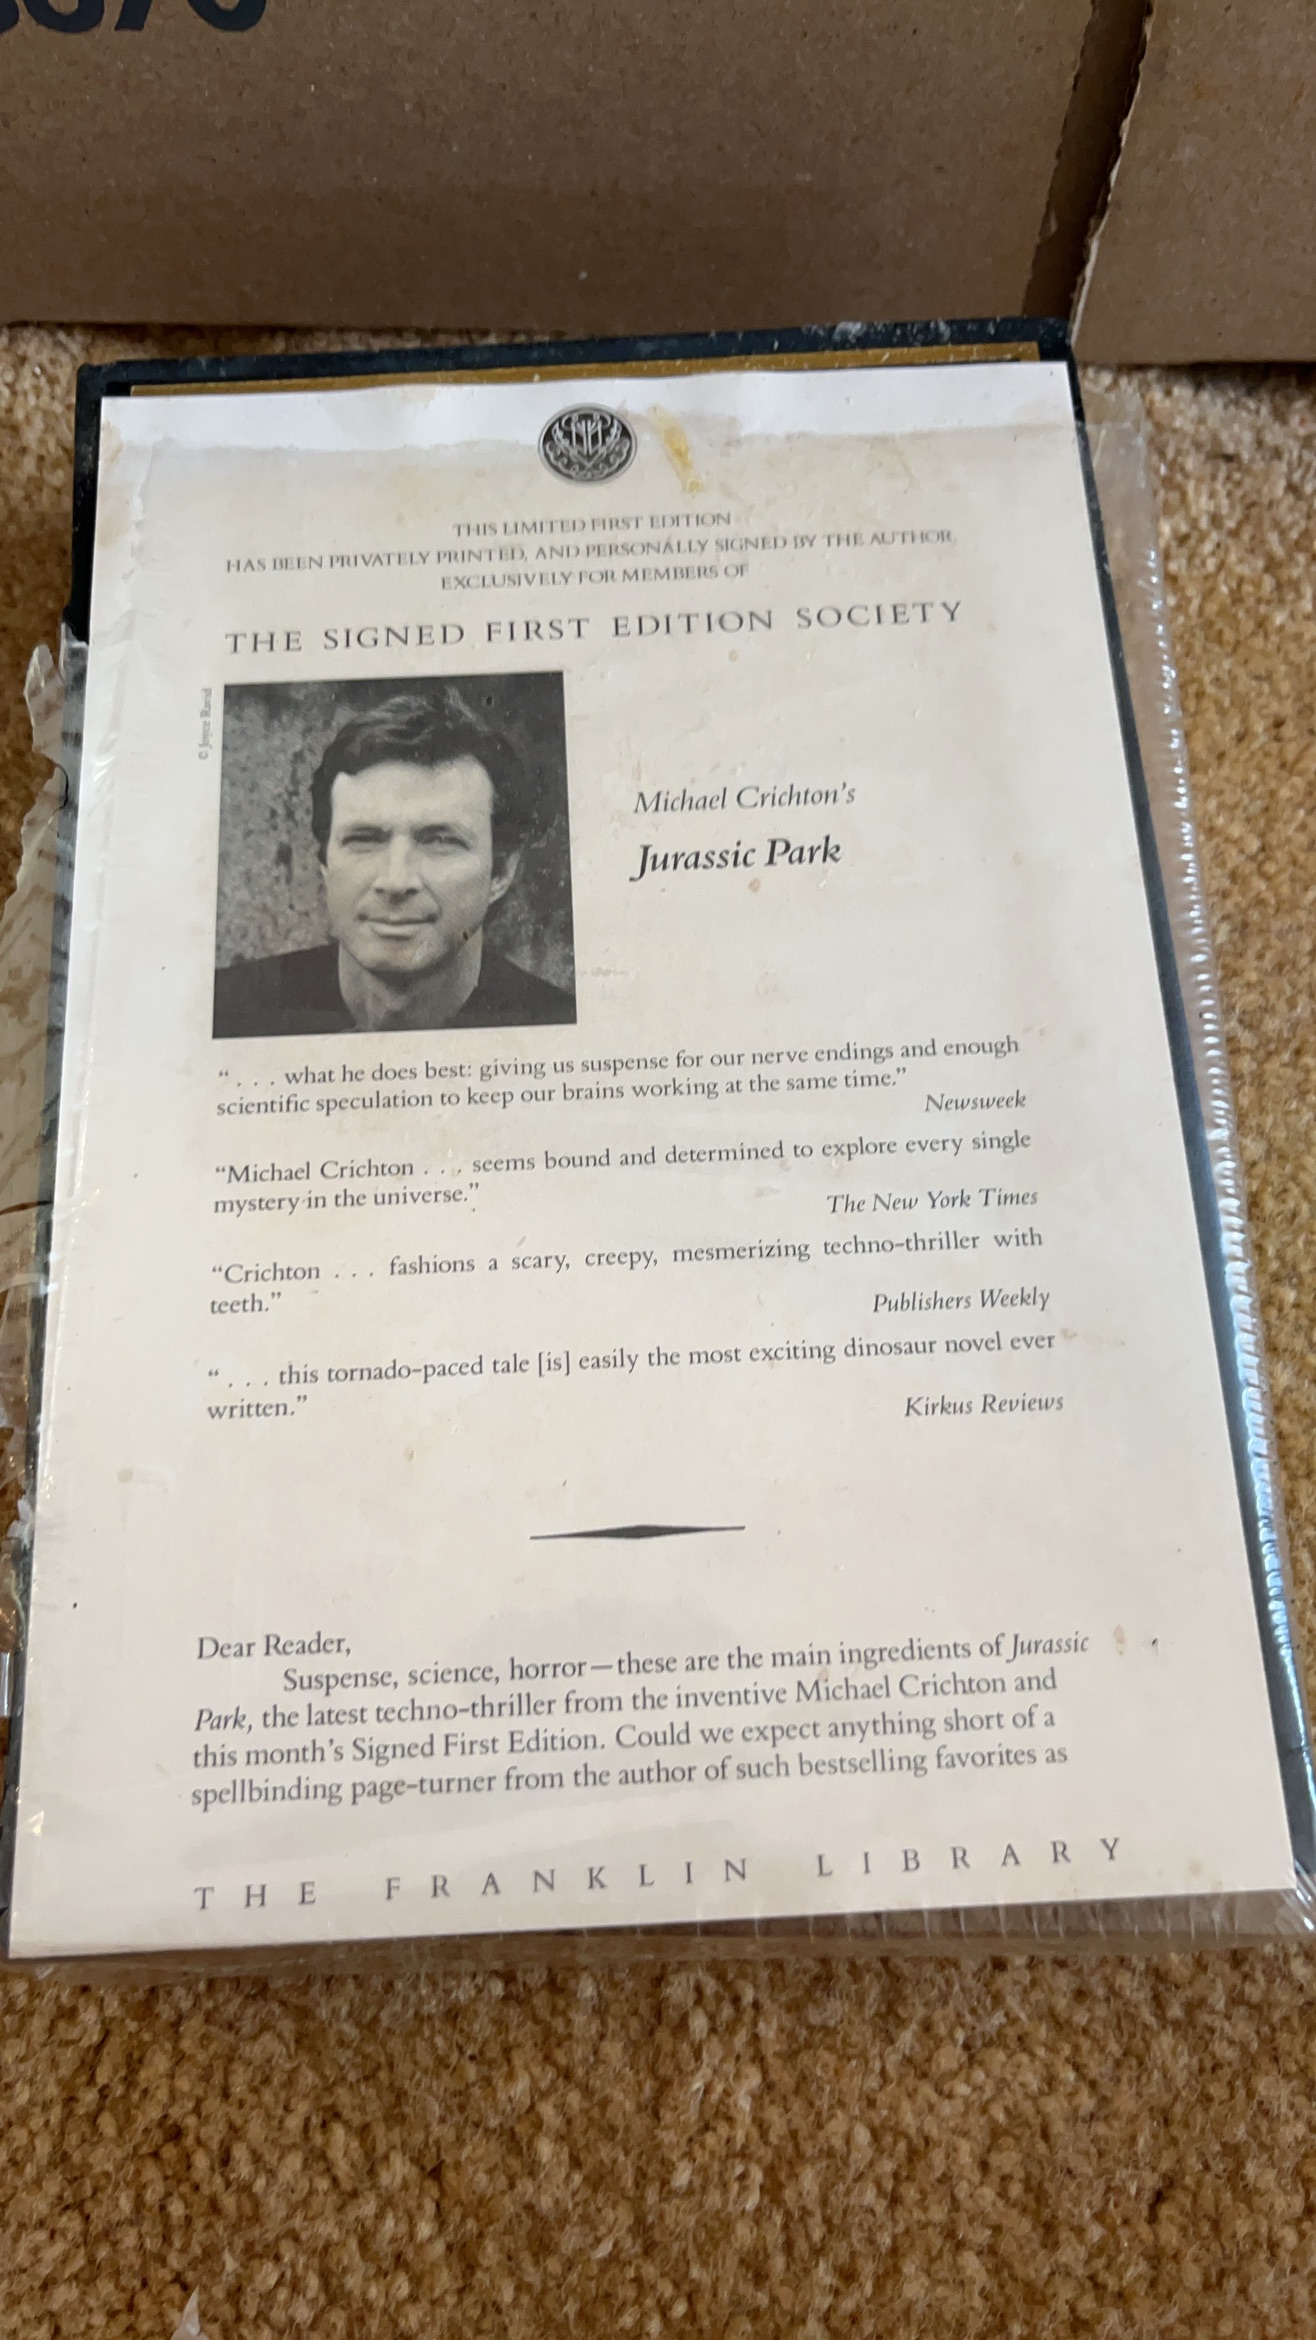 THIS LIMITED FIRST EDITION
HAS BEEN PRIVATELY PRINTED, AND PERSONALLY SIGNED BY THE AUTHOR
EXCLUSIVELY FOR MEMBERS OF
THE SIGNED FIRST EDITION SOCIETY
Michael Crichton's
Jurassic Park
“ . . . what he does best: giving us suspense for our nerve endings and enough
scientific speculation to keep our brains working at the same time.”
Newsweek
“Michael Crichton . . . seems bound and determined to explore every single
mystery in the universe.”
The New York Times
“Crichton . . . fashions a scary, creepy, mesmerizing techno-thriller with
teeth.”
Publishers Weekly
“ . . . this tornado-paced tale [is] easily the most exciting dinosaur novel ever
written.”
Kirkus Reviews
Dear Reader,
Suspense, science, horror—these are the main ingredients of Jurassic
Park, the latest techno-thriller from the inventive Michael Crichton and
this month's Signed First Edition. Could we expect anything short of a
spellbinding page-turner from the author of such bestselling favorites as
THE FRANKLIN LIBRARY